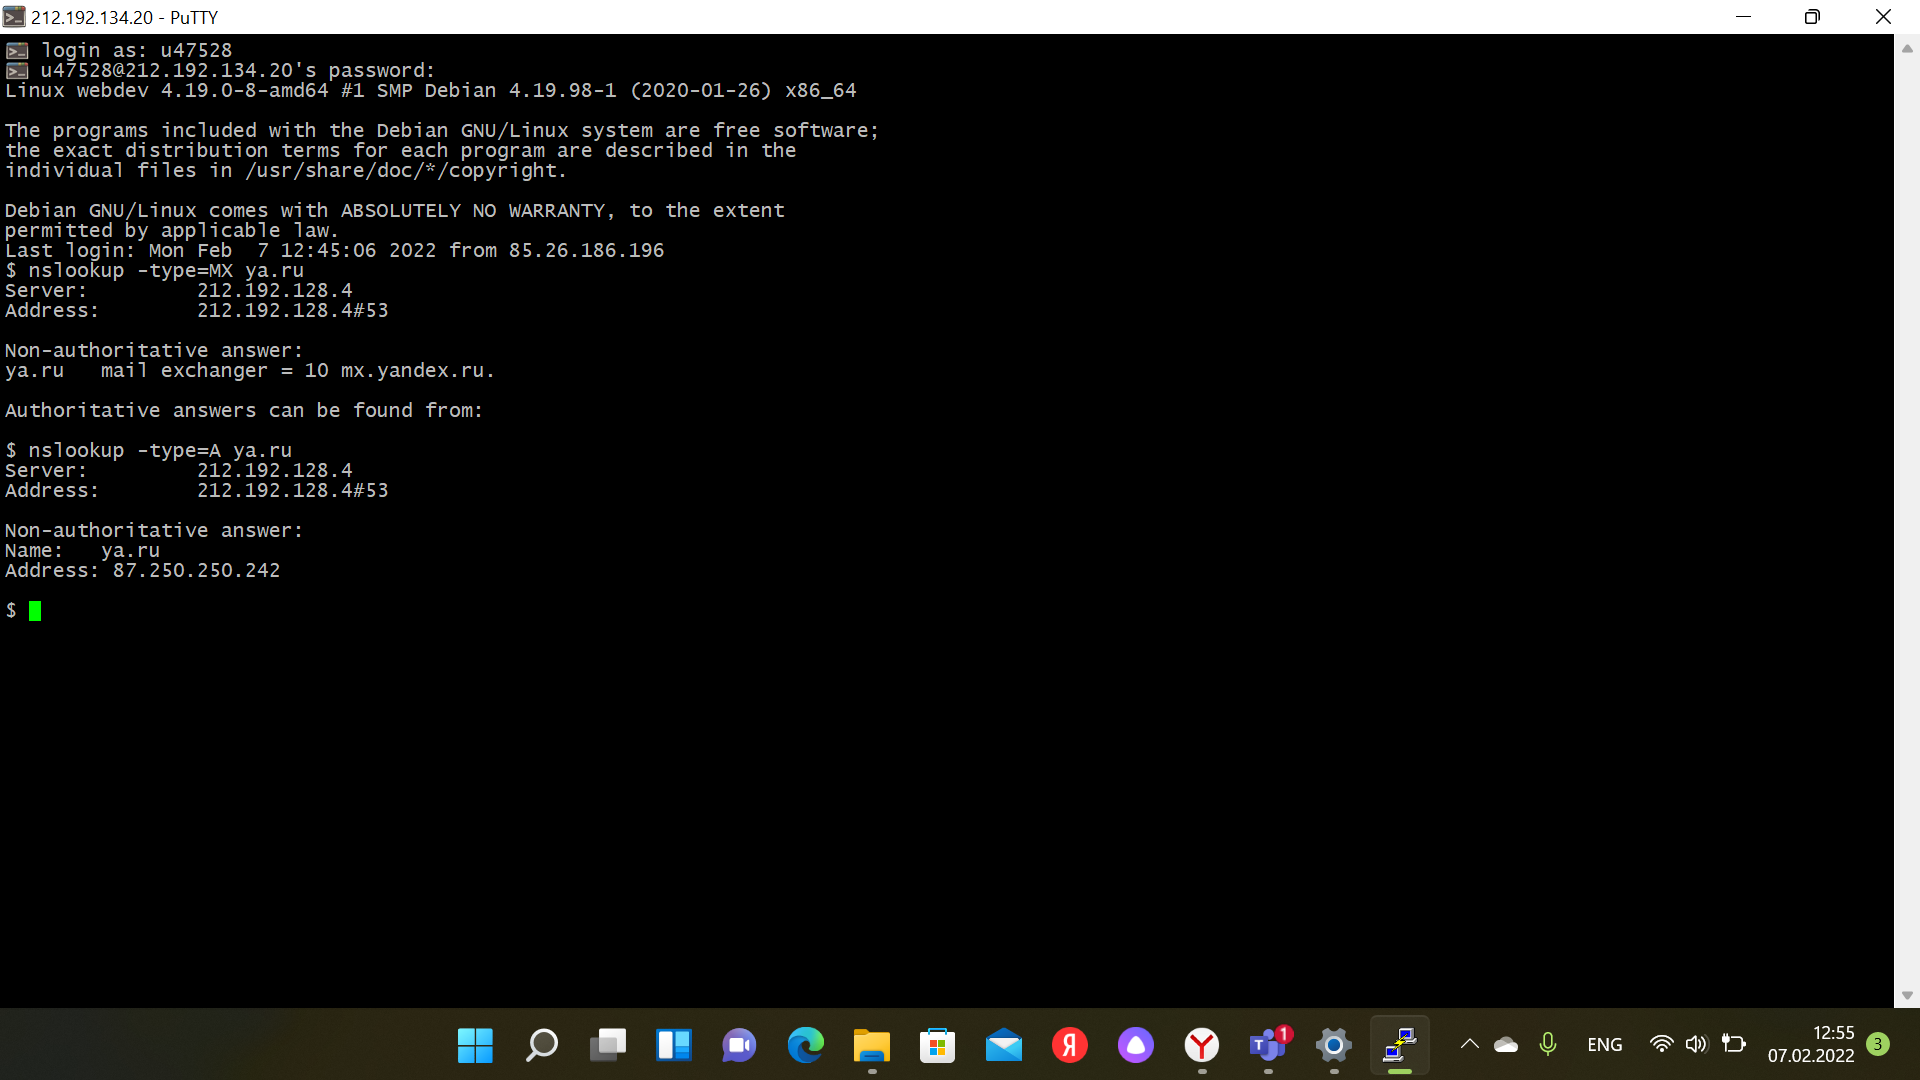 212.192.134.20 - PuTTY
login as: u47528
u47528@212.192.134.20's password:
Linux webdev 4.19.0-8-amd64 #1 SMP Debian 4.19.98-1 (2020-01-26) x86_64
The programs included with the Debian GNU/Linux system are free software;
the exact distribution terms for each program are described in the
individual files in /usr/share/doc/*/copyright.
Debian GNU/Linux comes with ABSOLUTELY NO WARRANTY, to the extent
permitted by applicable law.
Last login: Mon Feb  7 12:45:06 2022 from 85.26.186.196
$ nslookup -type=MX ya.ru
Server:         212.192.128.4
Address:        212.192.128.4#53
Non-authoritative answer:
ya.ru   mail exchanger = 10 mx.yandex.ru.
Authoritative answers can be found from:
$ nslookup -type=A ya.ru
Server:         212.192.128.4
Address:        212.192.128.4#53
Non-authoritative answer:
Name:   ya.ru
Address: 87.250.250.242
$
Я
T
1
ENG
12:55
07.02.2022
3